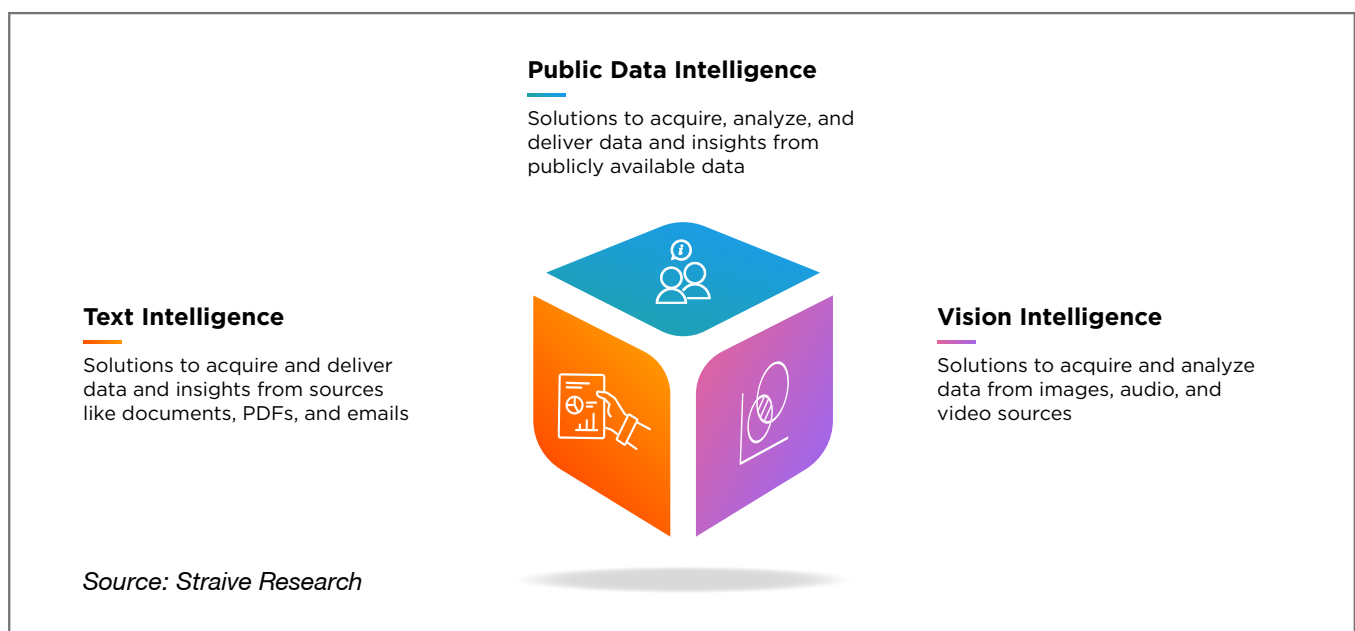 Public Data Intelligence
Solutions to acquire, analyze, and
deliver data and insights from
publicly available data
Text Intelligence
Solutions to acquire and deliver
data and insights from sources
like documents, PDFs, and emails
Vision Intelligence
Solutions to acquire and analyze
data from images, audio, and
video sources
Source: Straive Research